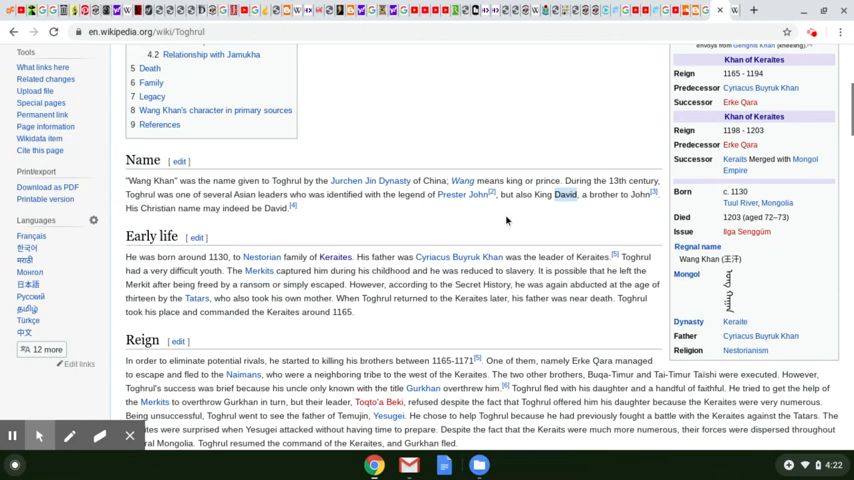 en.wikipedia.org/wiki/Toghrul
Tools
What links here
Related changes
Upload file
Special pages
Permanent link
Page information
Wikidata item
Cite this page
Print/export
Download as PDF
Printable version
Languages
Français
한국어
मराठी
Монгол
日本語
Русский
தமிழ்
Türkçe
中文
12 more
Edit links
4.2 Relationship with Jamukha
5 Death
6 Family
7 Legacy
8 Wang Khan's character in primary sources
9 References
Name [ edit ]
"Wang Khan" was the name given to Toghrul by the Jurchen Jin Dynasty of China; Wang means king or prince. During the 13th century,
Toghrul was one of several Asian leaders who was identified with the legend of Prester John[2], but also King David, a brother to John[3].
His Christian name may indeed be David.[4]
Early life [ edit ]
He was born around 1130, to Nestorian family of Keraites. His father was Cyriacus Buyruk Khan was the leader of Keraites.[5] Toghrul
had a very difficult youth. The Merkits captured him during his childhood and he was reduced to slavery. It is possible that he left the
Merkit after being freed by a ransom or simply escaped. However, according to the Secret History, he was again abducted at the age of
thirteen by the Tatars, who also took his own mother. When Toghrul returned to the Keraites later, his father was near death. Toghrul
took his place and commanded the Keraites around 1165.
Reign [ edit ]
In order to eliminate potential rivals, he started to killing his brothers between 1165-1171[5]. One of them, namely Erke Qara managed
to escape and fled to the Naimans, who were a neighboring tribe to the west of the Keraites. The two other brothers, Buqa-Timur and Tai-Timur Taïshi were executed. However,
Toghrul's success was brief because his uncle only known with the title Gurkhan overthrew him.[6] Toghrul fled with his daughter and a handful of faithful. He tried to get the help of
the Merkits to overthrow Gurkhan in turn, but their leader, Toqto'a Beki, refused despite the fact that Toghrul offered him his daughter because the Keraites were very numerous.
Being unsuccessful, Toghrul went to see the father of Temujin, Yesugei. He chose to help Toghrul because he had previously fought a battle with the Keraites against the Tatars. The
utes were surprised when Yesugei attacked without having time to prepare. Despite the fact that the Keraits were much more numerous, their forces were dispersed throughout
ral Mongolia. Toghrul resumed the command of the Keraites, and Gurkhan fled.
envoys from Genghis Khan (kneeling).
Khan of Keraites
Reign 1165 - 1194
Predecessor Cyriacus Buyruk Khan
Successor Erke Qara
Khan of Keraites
Reign 1198 - 1203
Predecessor Erke Qara
Successor Keraits Merged with Mongol
Empire
Born c. 1130
Tuul River, Mongolia
Died 1203 (aged 72–73)
Issue Ilga Senggüm
Regnal name
Wang Khan (王汗)
Mongol
Dynasty Keraite
Father Cyriacus Buyruk Khan
Religion Nestorianism
4:22